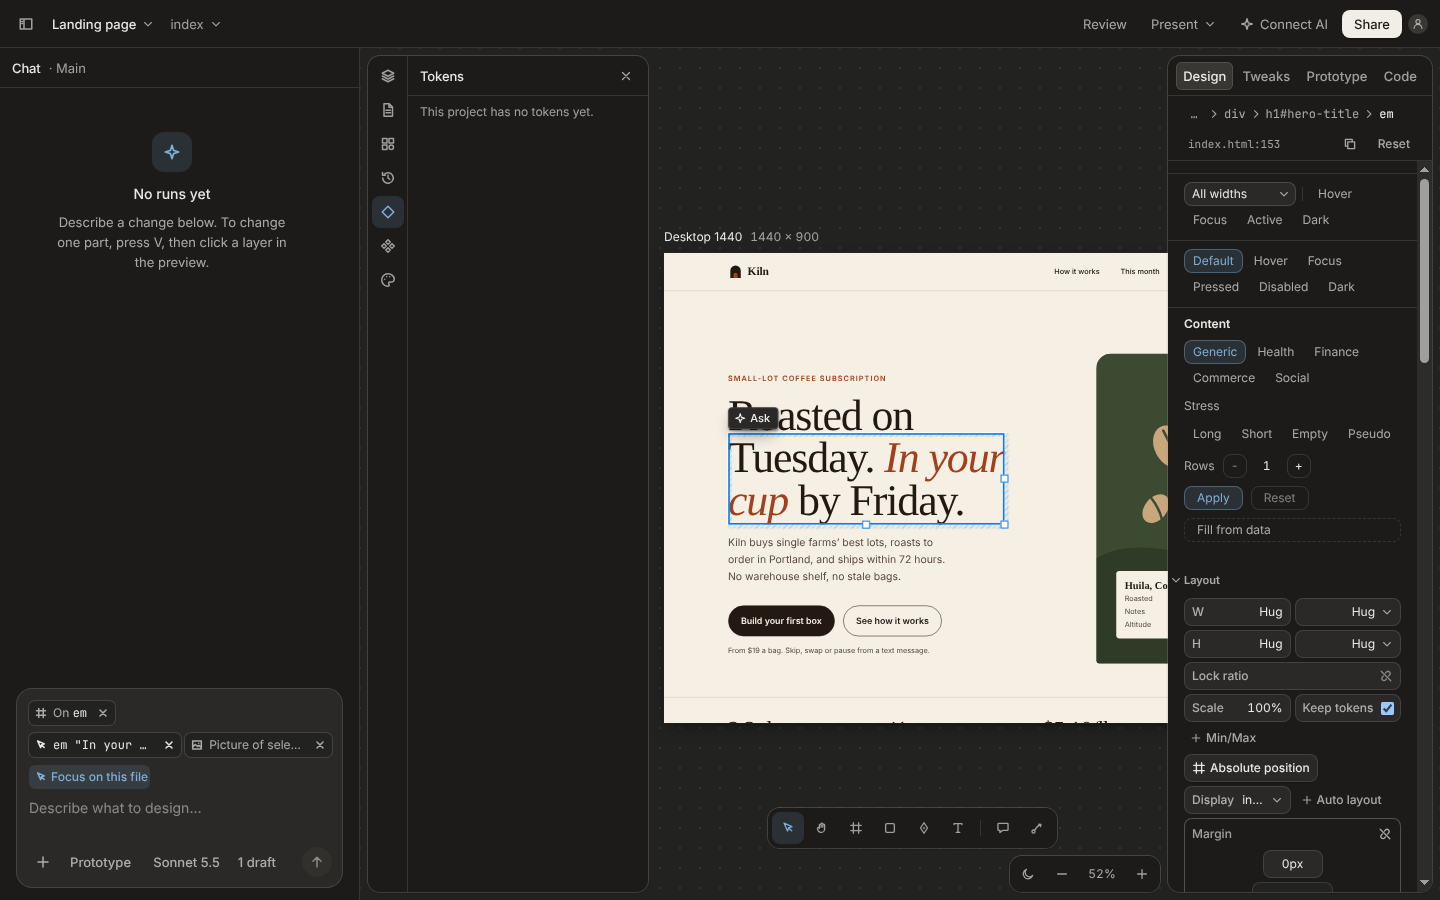 Landing page
index
Review
Present
Connect AI
Share
Chat · Main
No runs yet
Describe a change below. To change
one part, press V, then click a layer in
the preview.
On em
em "In your …
Picture of sele…
Focus on this file
Describe what to design…
Prototype
Sonnet 5.5
1 draft
Tokens
This project has no tokens yet.
Desktop 1440 1440 × 900
Kiln
How it works
This month
SMALL-LOT COFFEE SUBSCRIPTION
Ask
Roasted on
Tuesday. In your
cup by Friday.
Kiln buys single farms’ best lots, roasts to
order in Portland, and ships within 72 hours.
No warehouse shelf, no stale bags.
Build your first box
See how it works
From $19 a bag. Skip, swap or pause from a text message.
Huila, Co
Roasted
Notes
Altitude
52%
Design
Tweaks
Prototype
Code
… > div > h1#hero-title > em
index.html:153
Reset
All widths
Hover
Focus
Active
Dark
Default
Hover
Focus
Pressed
Disabled
Dark
Content
Generic
Health
Finance
Commerce
Social
Stress
Long
Short
Empty
Pseudo
Rows - 1 +
Apply
Reset
Fill from data
Layout
W Hug
Hug
H Hug
Hug
Lock ratio
Scale 100%
Keep tokens
+ Min/Max
Absolute position
Display in…
+ Auto layout
Margin
0px